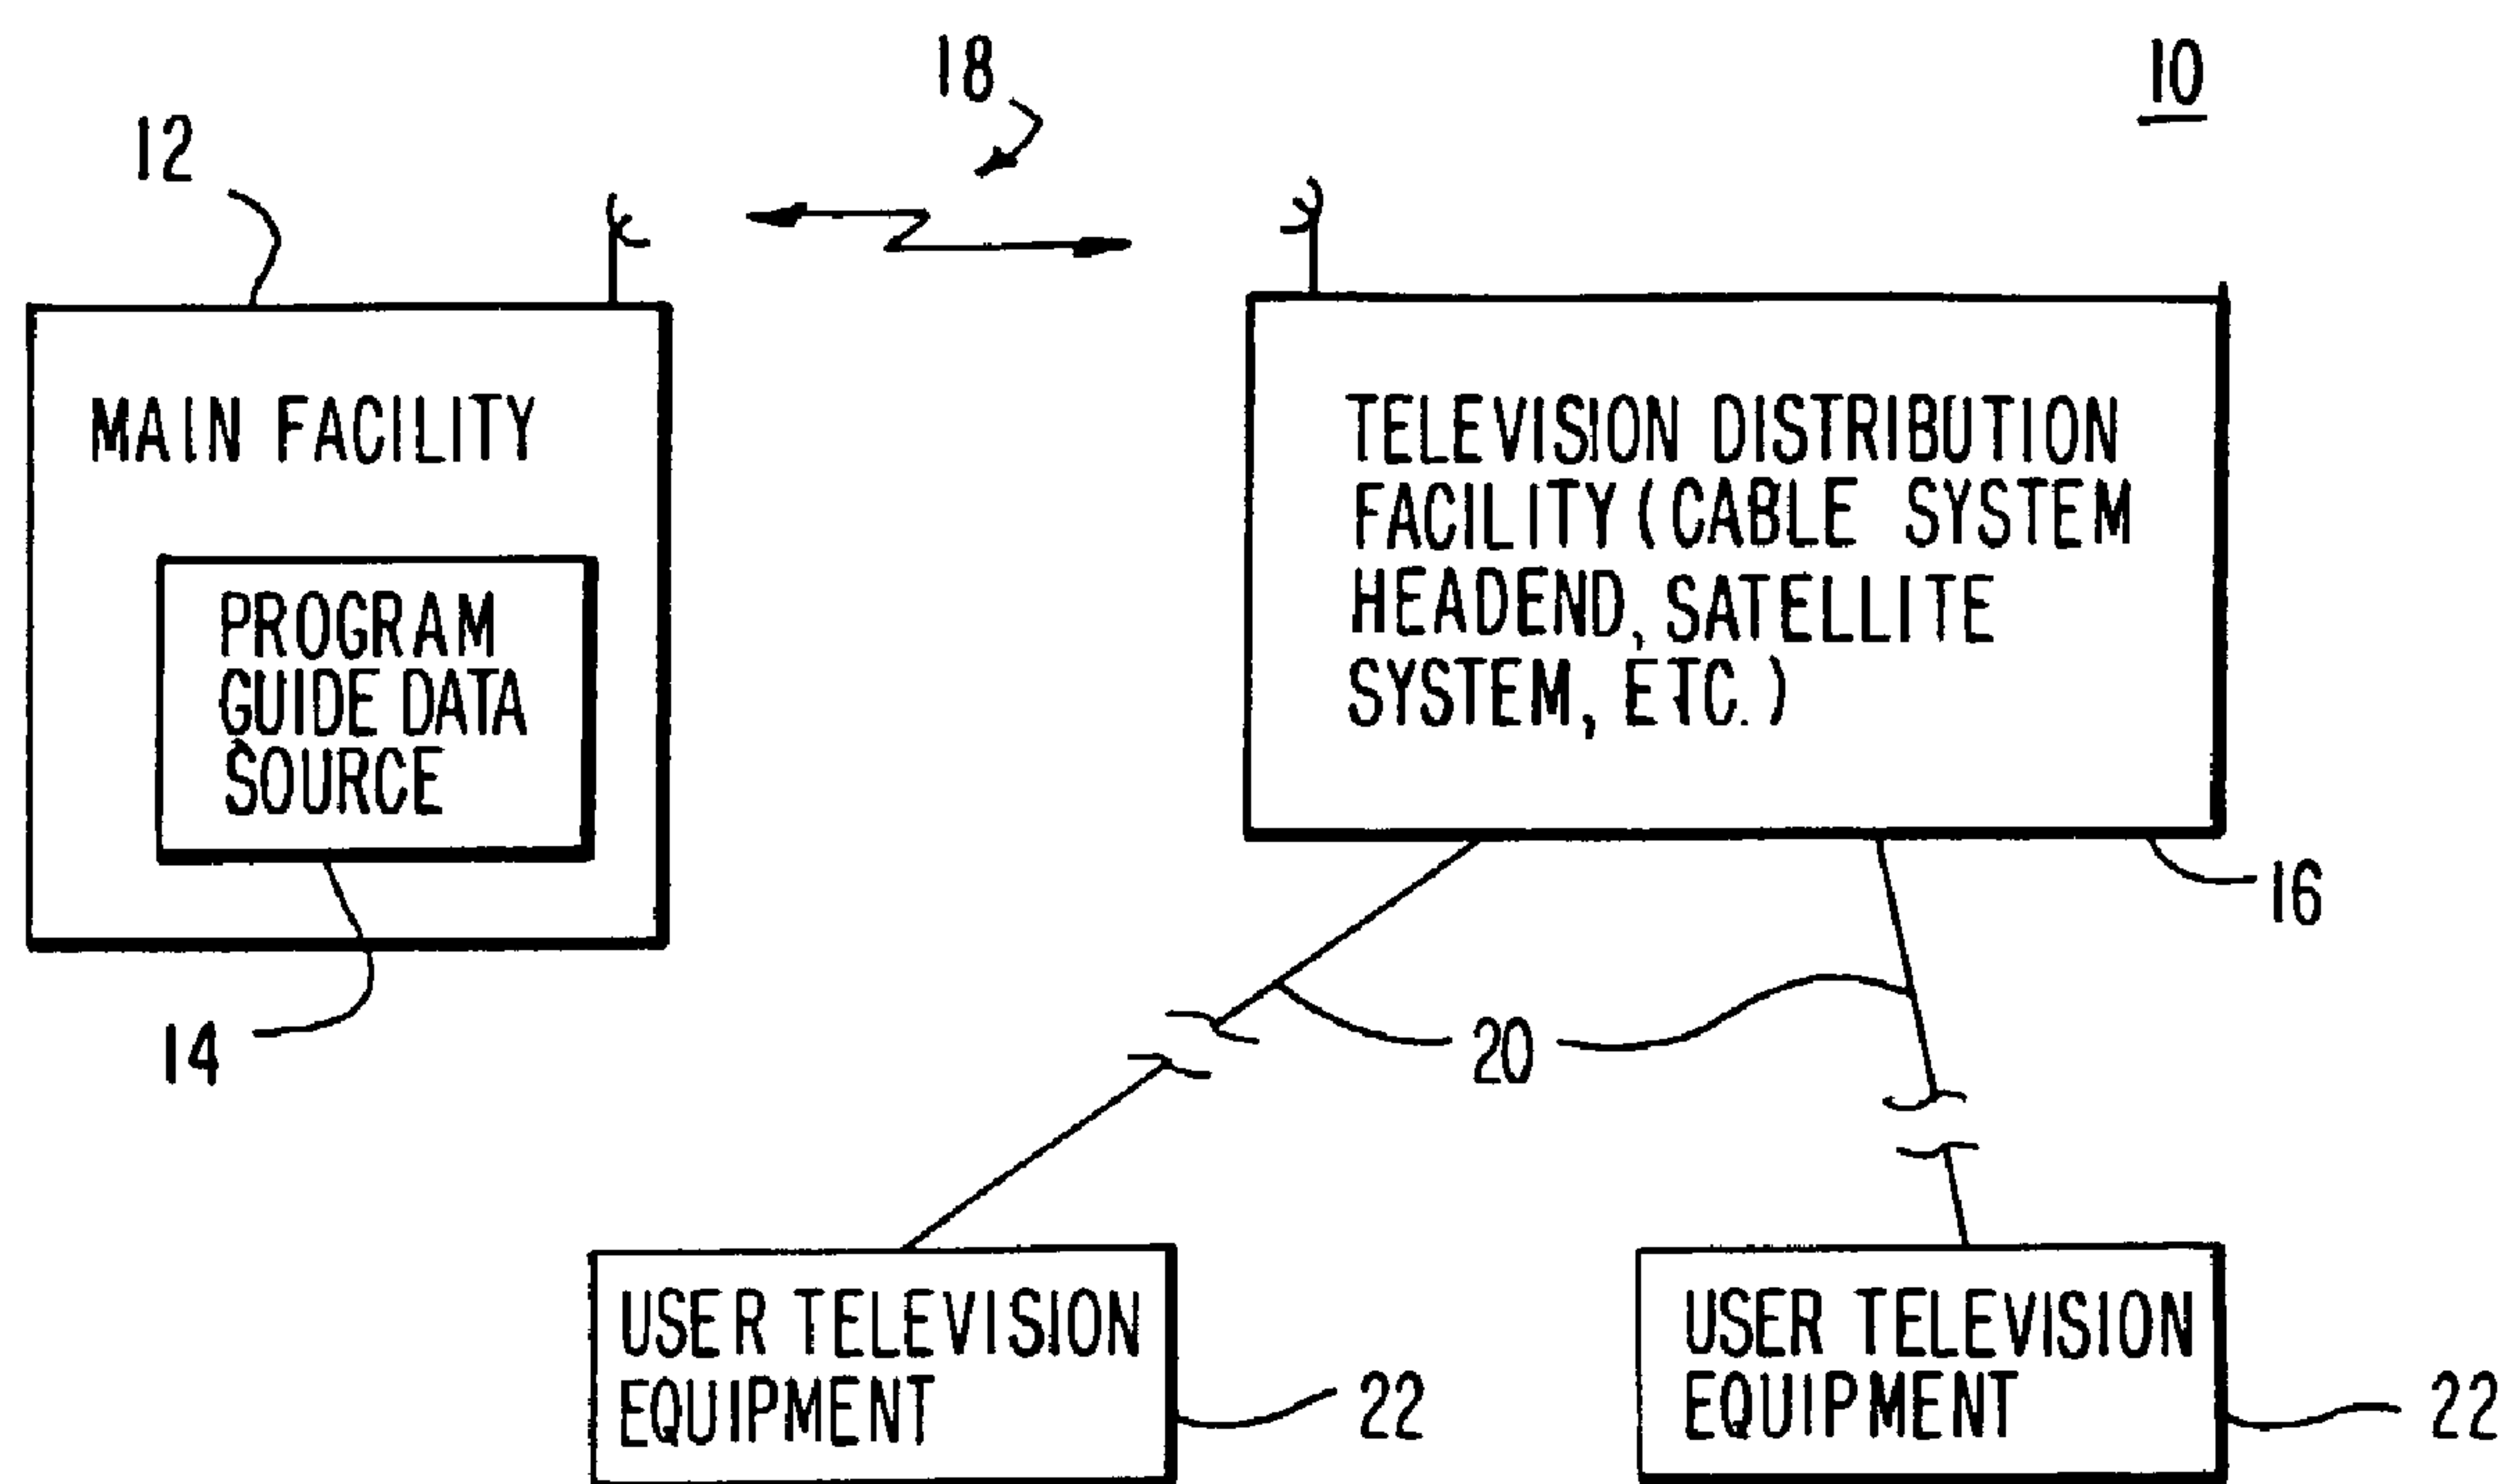 18
10
12
MAIN FACILITY
PROGRAM
GUIDE DATA
SOURCE
14
TELEVISION DISTRIBUTION
FACILITY (CABLE SYSTEM
HEADEND, SATELLITE
SYSTEM, ETC.)
16
20
USER TELEVISION
EQUIPMENT
22
USER TELEVISION
EQUIPMENT
22